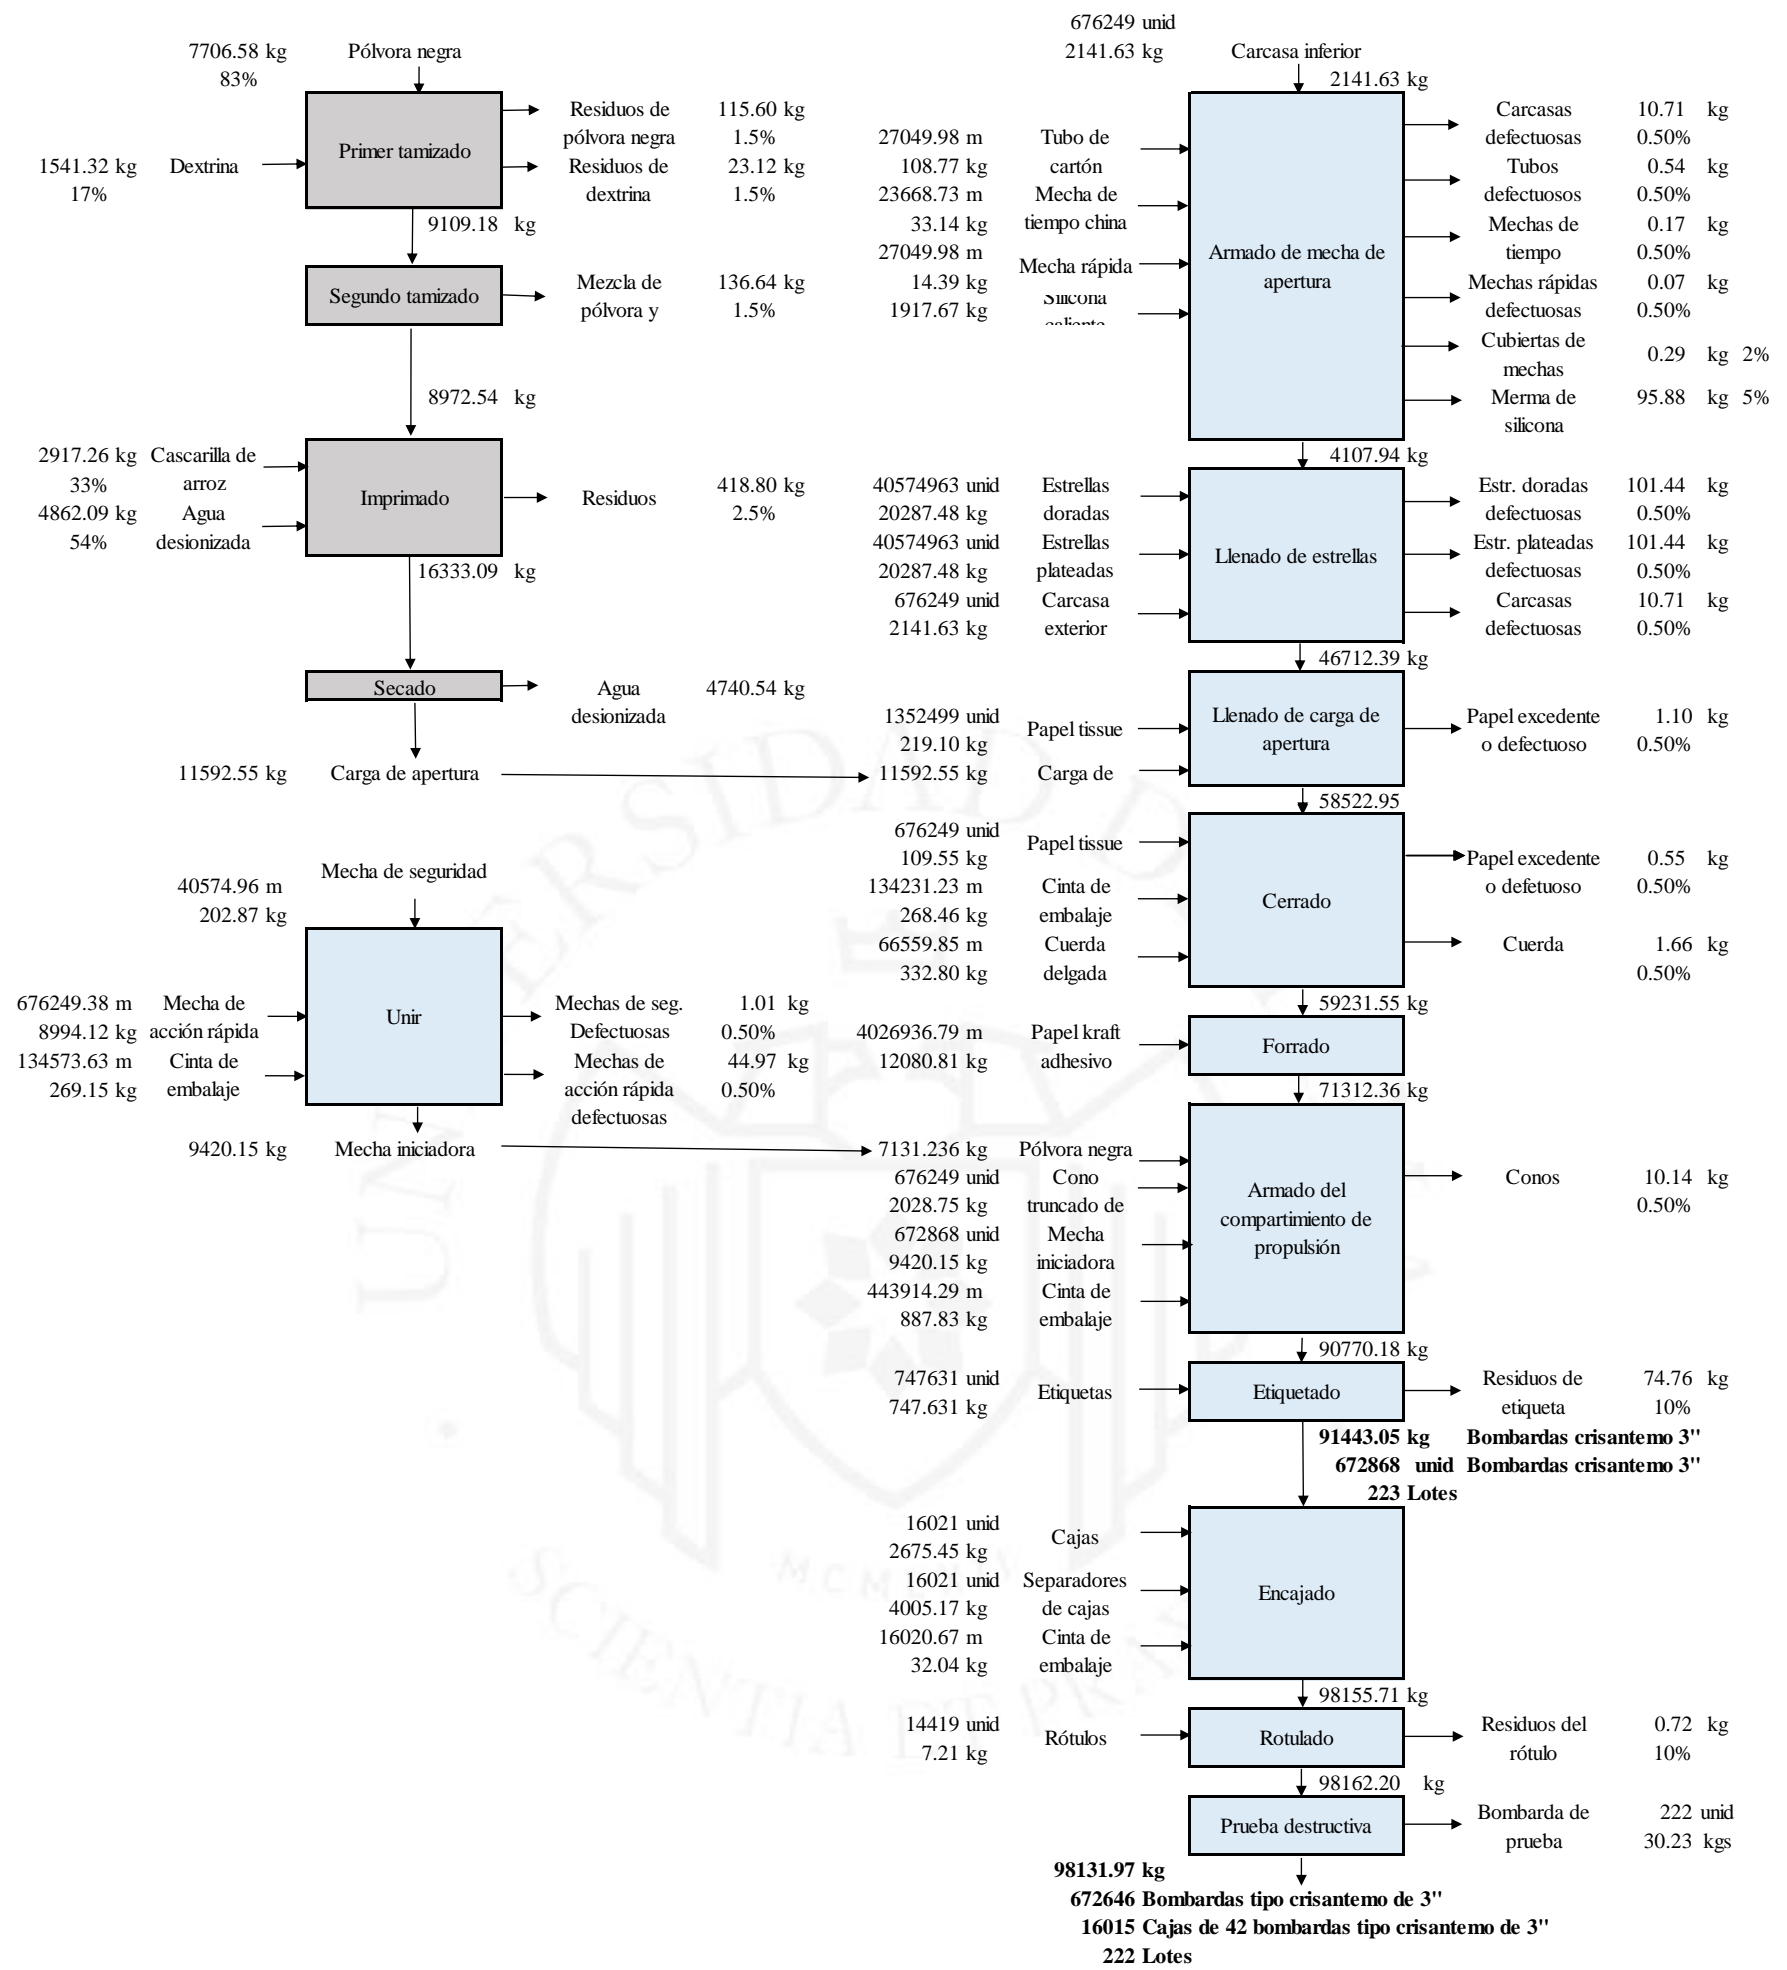 7706.58 kg Pólvora negra
83%
Primer tamizado
Residuos de 115.60 kg
pólvora negra 1.5%
1541.32 kg Dextrina
17%
Residuos de 23.12 kg
dextrina 1.5%
9109.18 kg
Segundo tamizado
Mezcla de 136.64 kg
pólvora y 1.5%
8972.54 kg
2917.26 kg Cascarilla de
33% arroz
4862.09 kg Agua
54% desionizada
Imprimado
Residuos 418.80 kg
2.5%
16333.09 kg
Secado
Agua 4740.54 kg
desionizada
11592.55 kg Carga de apertura
Mecha de seguridad
40574.96 m
202.87 kg
676249.38 m Mecha de
8994.12 kg acción rápida
134573.63 m Cinta de
269.15 kg embalaje
Unir
Mechas de seg. 1.01 kg
Defectuosas 0.50%
Mechas de 44.97 kg
acción rápida 0.50%
defectuosas
9420.15 kg Mecha iniciadora
676249 unid
2141.63 kg Carcasa inferior
2141.63 kg
27049.98 m Tubo de
108.77 kg cartón
23668.73 m Mecha de
33.14 kg tiempo china
27049.98 m
Mecha rápida
14.39 kg
Silicona
1917.67 kg
caliente
Armado de mecha de
apertura
Carcasas 10.71 kg
defectuosas 0.50%
Tubos 0.54 kg
defectuosos 0.50%
Mechas de 0.17 kg
tiempo 0.50%
Mechas rápidas 0.07 kg
defectuosas 0.50%
Cubiertas de
mechas 0.29 kg 2%
Merma de 95.88 kg 5%
silicona
4107.94 kg
40574963 unid Estrellas
20287.48 kg doradas
40574963 unid Estrellas
20287.48 kg plateadas
676249 unid Carcasa
2141.63 kg exterior
Llenado de estrellas
Estr. doradas 101.44 kg
defectuosas 0.50%
Estr. plateadas 101.44 kg
defectuosas 0.50%
Carcasas 10.71 kg
defectuosas 0.50%
46712.39 kg
1352499 unid
Papel tissue
219.10 kg
11592.55 kg Carga de
Llenado de carga de
apertura
Papel excedente 1.10 kg
o defectuoso 0.50%
58522.95
676249 unid
Papel tissue
109.55 kg
134231.23 m Cinta de
268.46 kg embalaje
66559.85 m Cuerda
332.80 kg delgada
Cerrado
Papel excedente 0.55 kg
o defetuoso 0.50%
Cuerda 1.66 kg
0.50%
59231.55 kg
4026936.79 m Papel kraft
12080.81 kg adhesivo
Forrado
71312.36 kg
7131.236 kg Pólvora negra
676249 unid Cono
2028.75 kg truncado de
672868 unid Mecha
9420.15 kg iniciadora
443914.29 m Cinta de
887.83 kg embalaje
Armado del
compartimiento de
propulsión
Conos 10.14 kg
0.50%
90770.18 kg
747631 unid
Etiquetas
747.631 kg
Etiquetado
Residuos de 74.76 kg
etiqueta 10%
91443.05 kg Bombardas crisantemo 3"
672868 unid Bombardas crisantemo 3"
223 Lotes
16021 unid
Cajas
2675.45 kg
16021 unid Separadores
4005.17 kg de cajas
16020.67 m Cinta de
32.04 kg embalaje
Encajado
98155.71 kg
14419 unid
Rótulos
7.21 kg
Rotulado
Residuos del 0.72 kg
rótulo 10%
98162.20 kg
Prueba destructiva
Bombarda de 222 unid
prueba 30.23 kgs
98131.97 kg
672646 Bombardas tipo crisantemo de 3"
16015 Cajas de 42 bombardas tipo crisantemo de 3"
222 Lotes